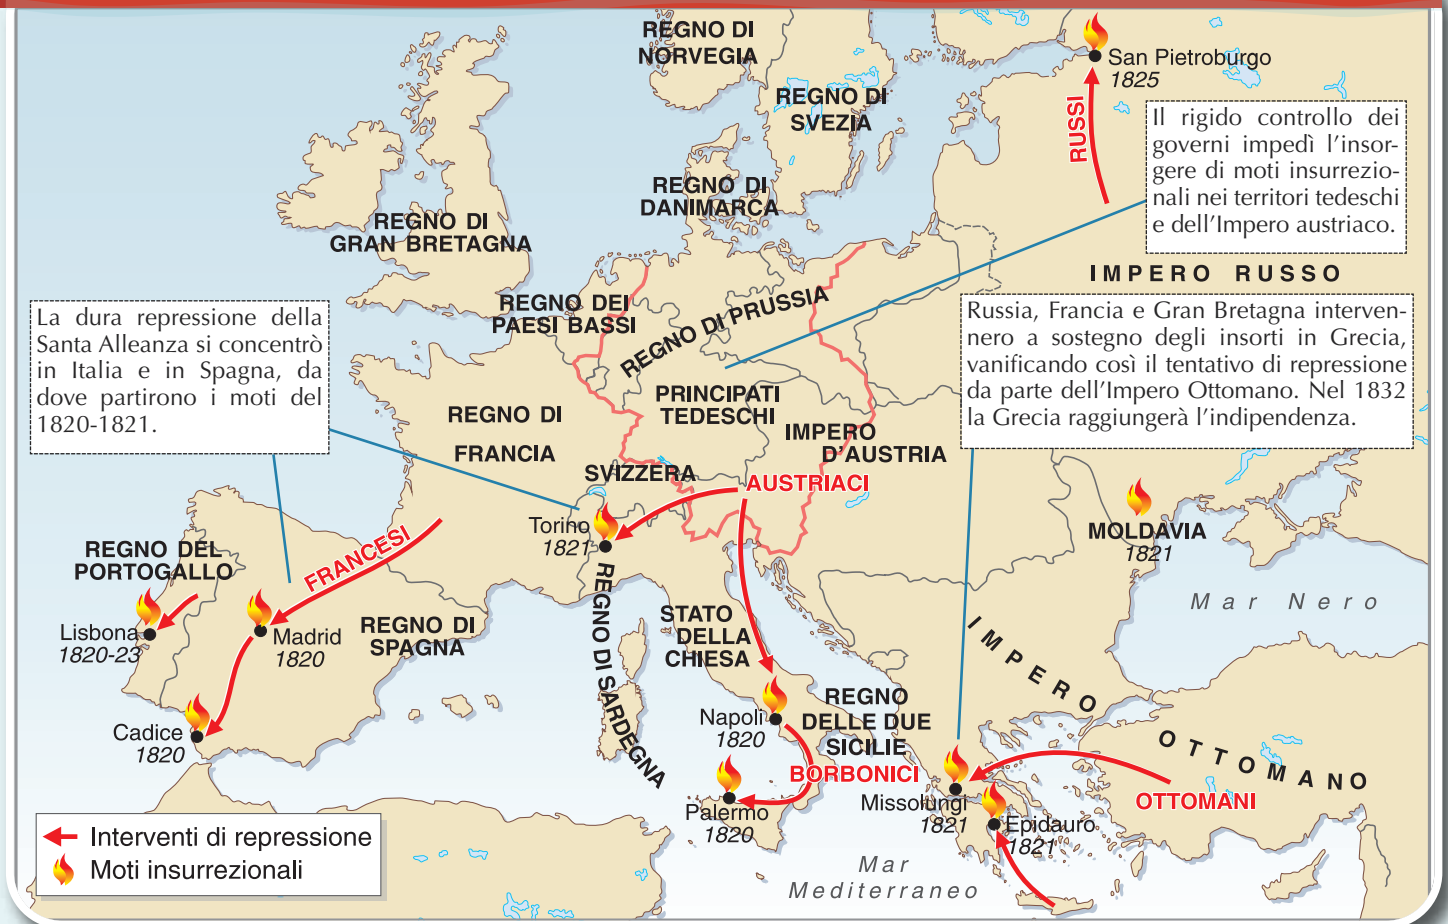 REGNO DI
NORVEGIA
San Pietroburgo
1825
REGNO DI
SVEZIA
RUSSI
Il rigido controllo dei
governi impedì l'insor-
gere di moti insurrezio-
nali nei territori tedeschi
e dell'Impero austriaco.
REGNO DI
DANIMARCA
REGNO DI
GRAN BRETAGNA
IMPERO RUSSO
REGNO DEI
PAESI BASSI
REGNO DI PRUSSIA
La dura repressione della
Santa Alleanza si concentrò
in Italia e in Spagna, da
dove partirono i moti del
1820-1821.
Russia, Francia e Gran Bretagna interven-
nero a sostegno degli insorti in Grecia,
vanificando così il tentativo di repressione
da parte dell'Impero Ottomano. Nel 1832
la Grecia raggiungerà l'indipendenza.
PRINCIPATI
TEDESCHI
REGNO DI
FRANCIA
IMPERO
D'AUSTRIA
SVIZZERA
AUSTRIACI
Torino
1821
MOLDAVIA
1821
REGNO DEL
PORTOGALLO
FRANCESI
Lisbona
1820-23
Madrid
1820
REGNO DI
SPAGNA
REGNO DI SARDEGNA
STATO
DELLA
CHIESA
Mar Nero
IMPERO
OTTOMANO
Cadice
1820
Napoli
1820
REGNO
DELLE DUE
SICILIE
BORBONICI
Palermo
1820
Missolungi
1821
Epidauro
1821
OTTOMANI
Mar
Mediterraneo
Interventi di repressione
Moti insurrezionali